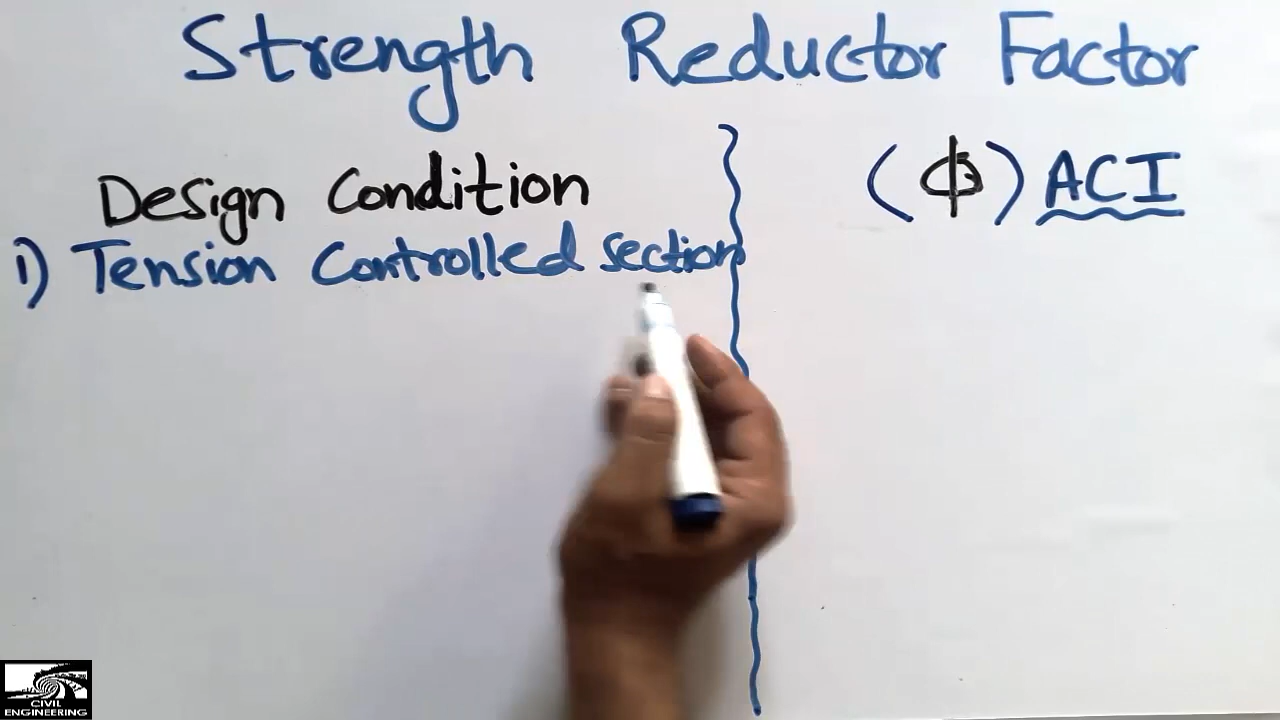 Strength Reductor Factor
Design Condition
(Φ) ACI
1) Tension Controlled section
CIVIL
ENGINEERING